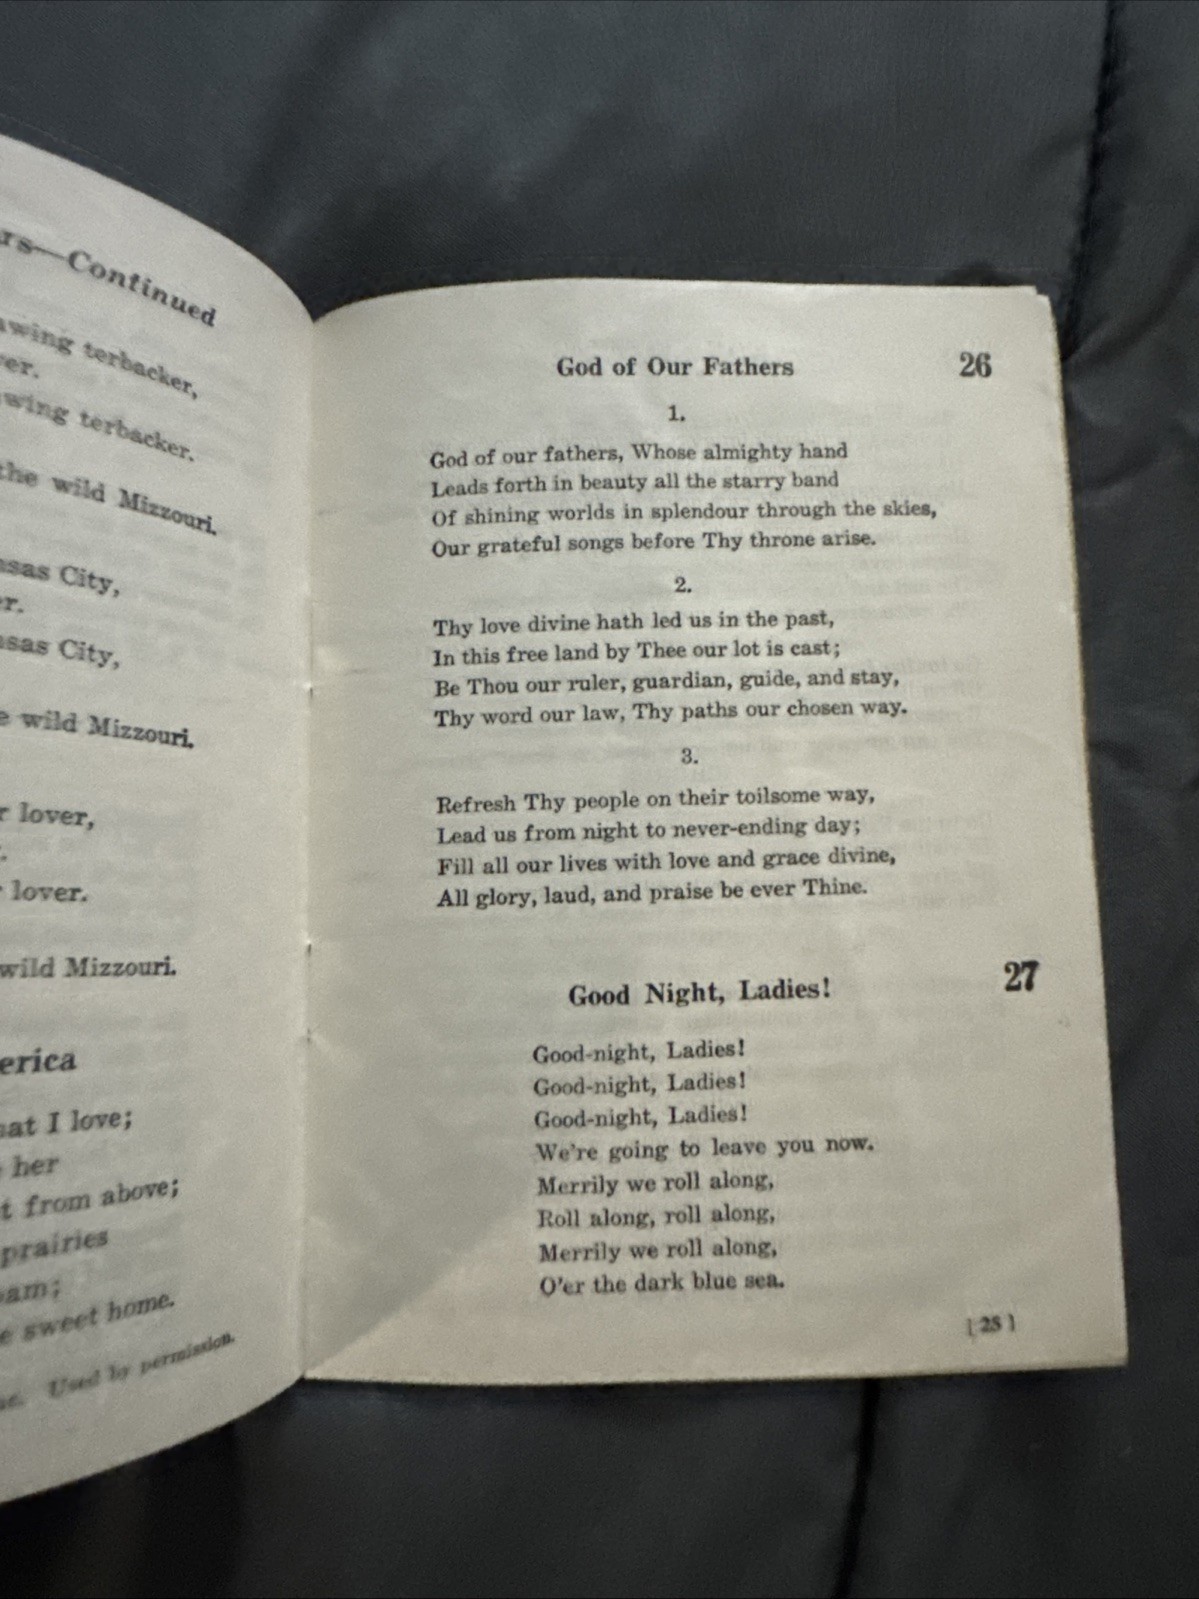 rs—Continued
wing terbacker,
er.
wing terbacker.
the wild Mizzouri.
nsas City,
er.
nsas City,
e wild Mizzouri.
r lover,
r lover.
wild Mizzouri.
erica
hat I love;
her
t from above;
prairies
oam;
e sweet home.
Used by permission.
God of Our Fathers 26
1.
God of our fathers, Whose almighty hand
Leads forth in beauty all the starry band
Of shining worlds in splendour through the skies,
Our grateful songs before Thy throne arise.
2.
Thy love divine hath led us in the past,
In this free land by Thee our lot is cast;
Be Thou our ruler, guardian, guide, and stay,
Thy word our law, Thy paths our chosen way.
3.
Refresh Thy people on their toilsome way,
Lead us from night to never-ending day;
Fill all our lives with love and grace divine,
All glory, laud, and praise be ever Thine.
Good Night, Ladies! 27
Good-night, Ladies!
Good-night, Ladies!
Good-night, Ladies!
We're going to leave you now.
Merrily we roll along,
Roll along, roll along,
Merrily we roll along,
O'er the dark blue sea.
[ 25 ]